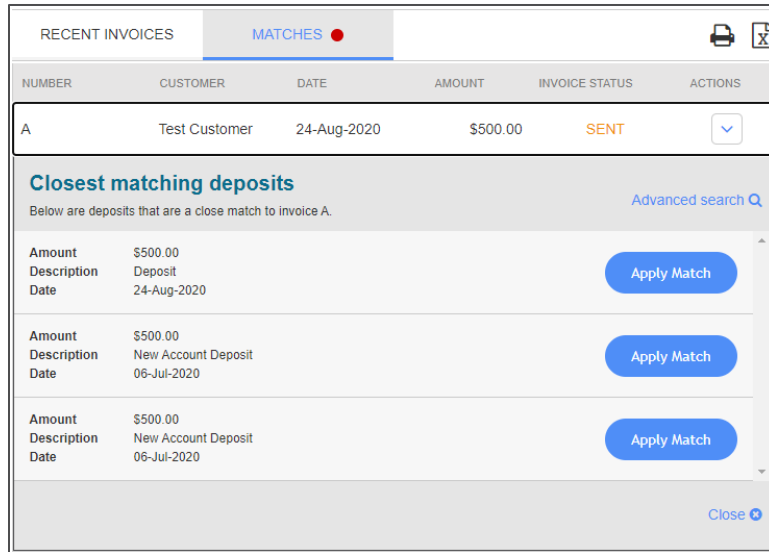 RECENT INVOICES MATCHES
NUMBER CUSTOMER DATE AMOUNT INVOICE STATUS ACTIONS
A Test Customer 24-Aug-2020 $500.00 SENT
Closest matching deposits
Below are deposits that are a close match to invoice A.
Advanced search
Amount $500.00
Description Deposit
Date 24-Aug-2020
Apply Match
Amount $500.00
Description New Account Deposit
Date 06-Jul-2020
Apply Match
Amount $500.00
Description New Account Deposit
Date 06-Jul-2020
Apply Match
Close